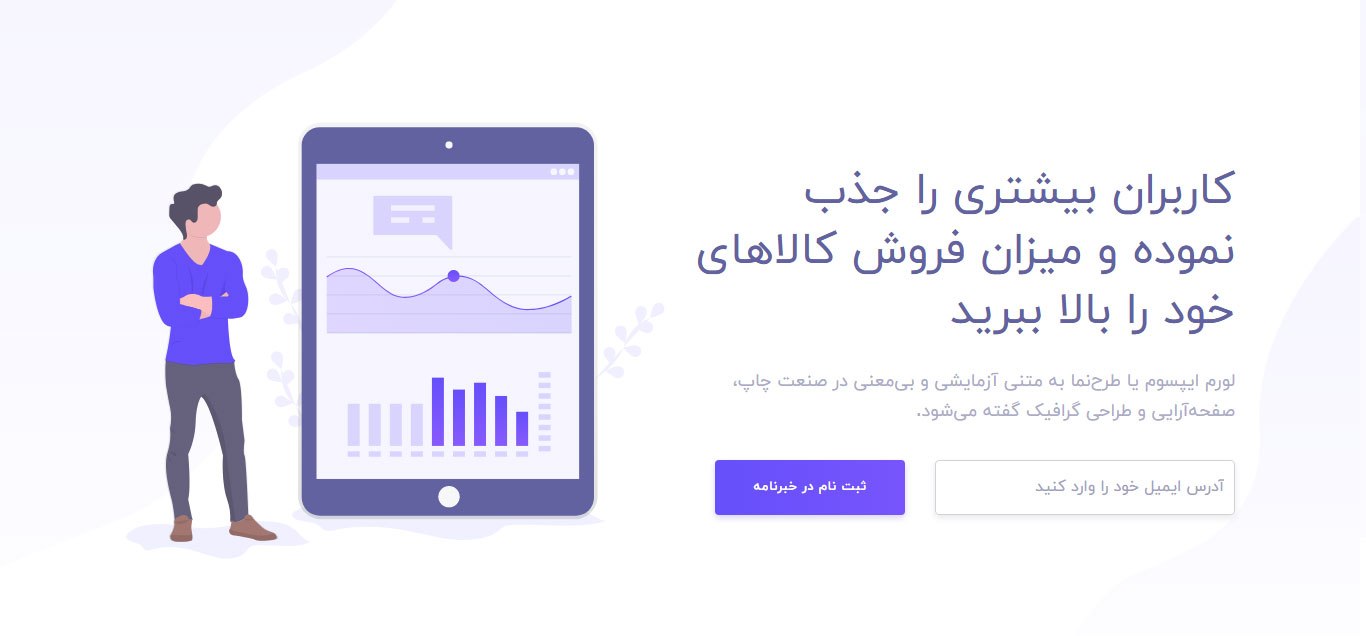 کاربران بیشتری را جذب
نموده و میزان فروش کالاهای
خود را بالا ببرید
لورم ایپسوم یا طرح‌نما به متنی آزمایشی و بی‌معنی در صنعت چاپ،
صفحه‌آرایی و طراحی گرافیک گفته می‌شود.
آدرس ایمیل خود را وارد کنید
ثبت نام در خبرنامه